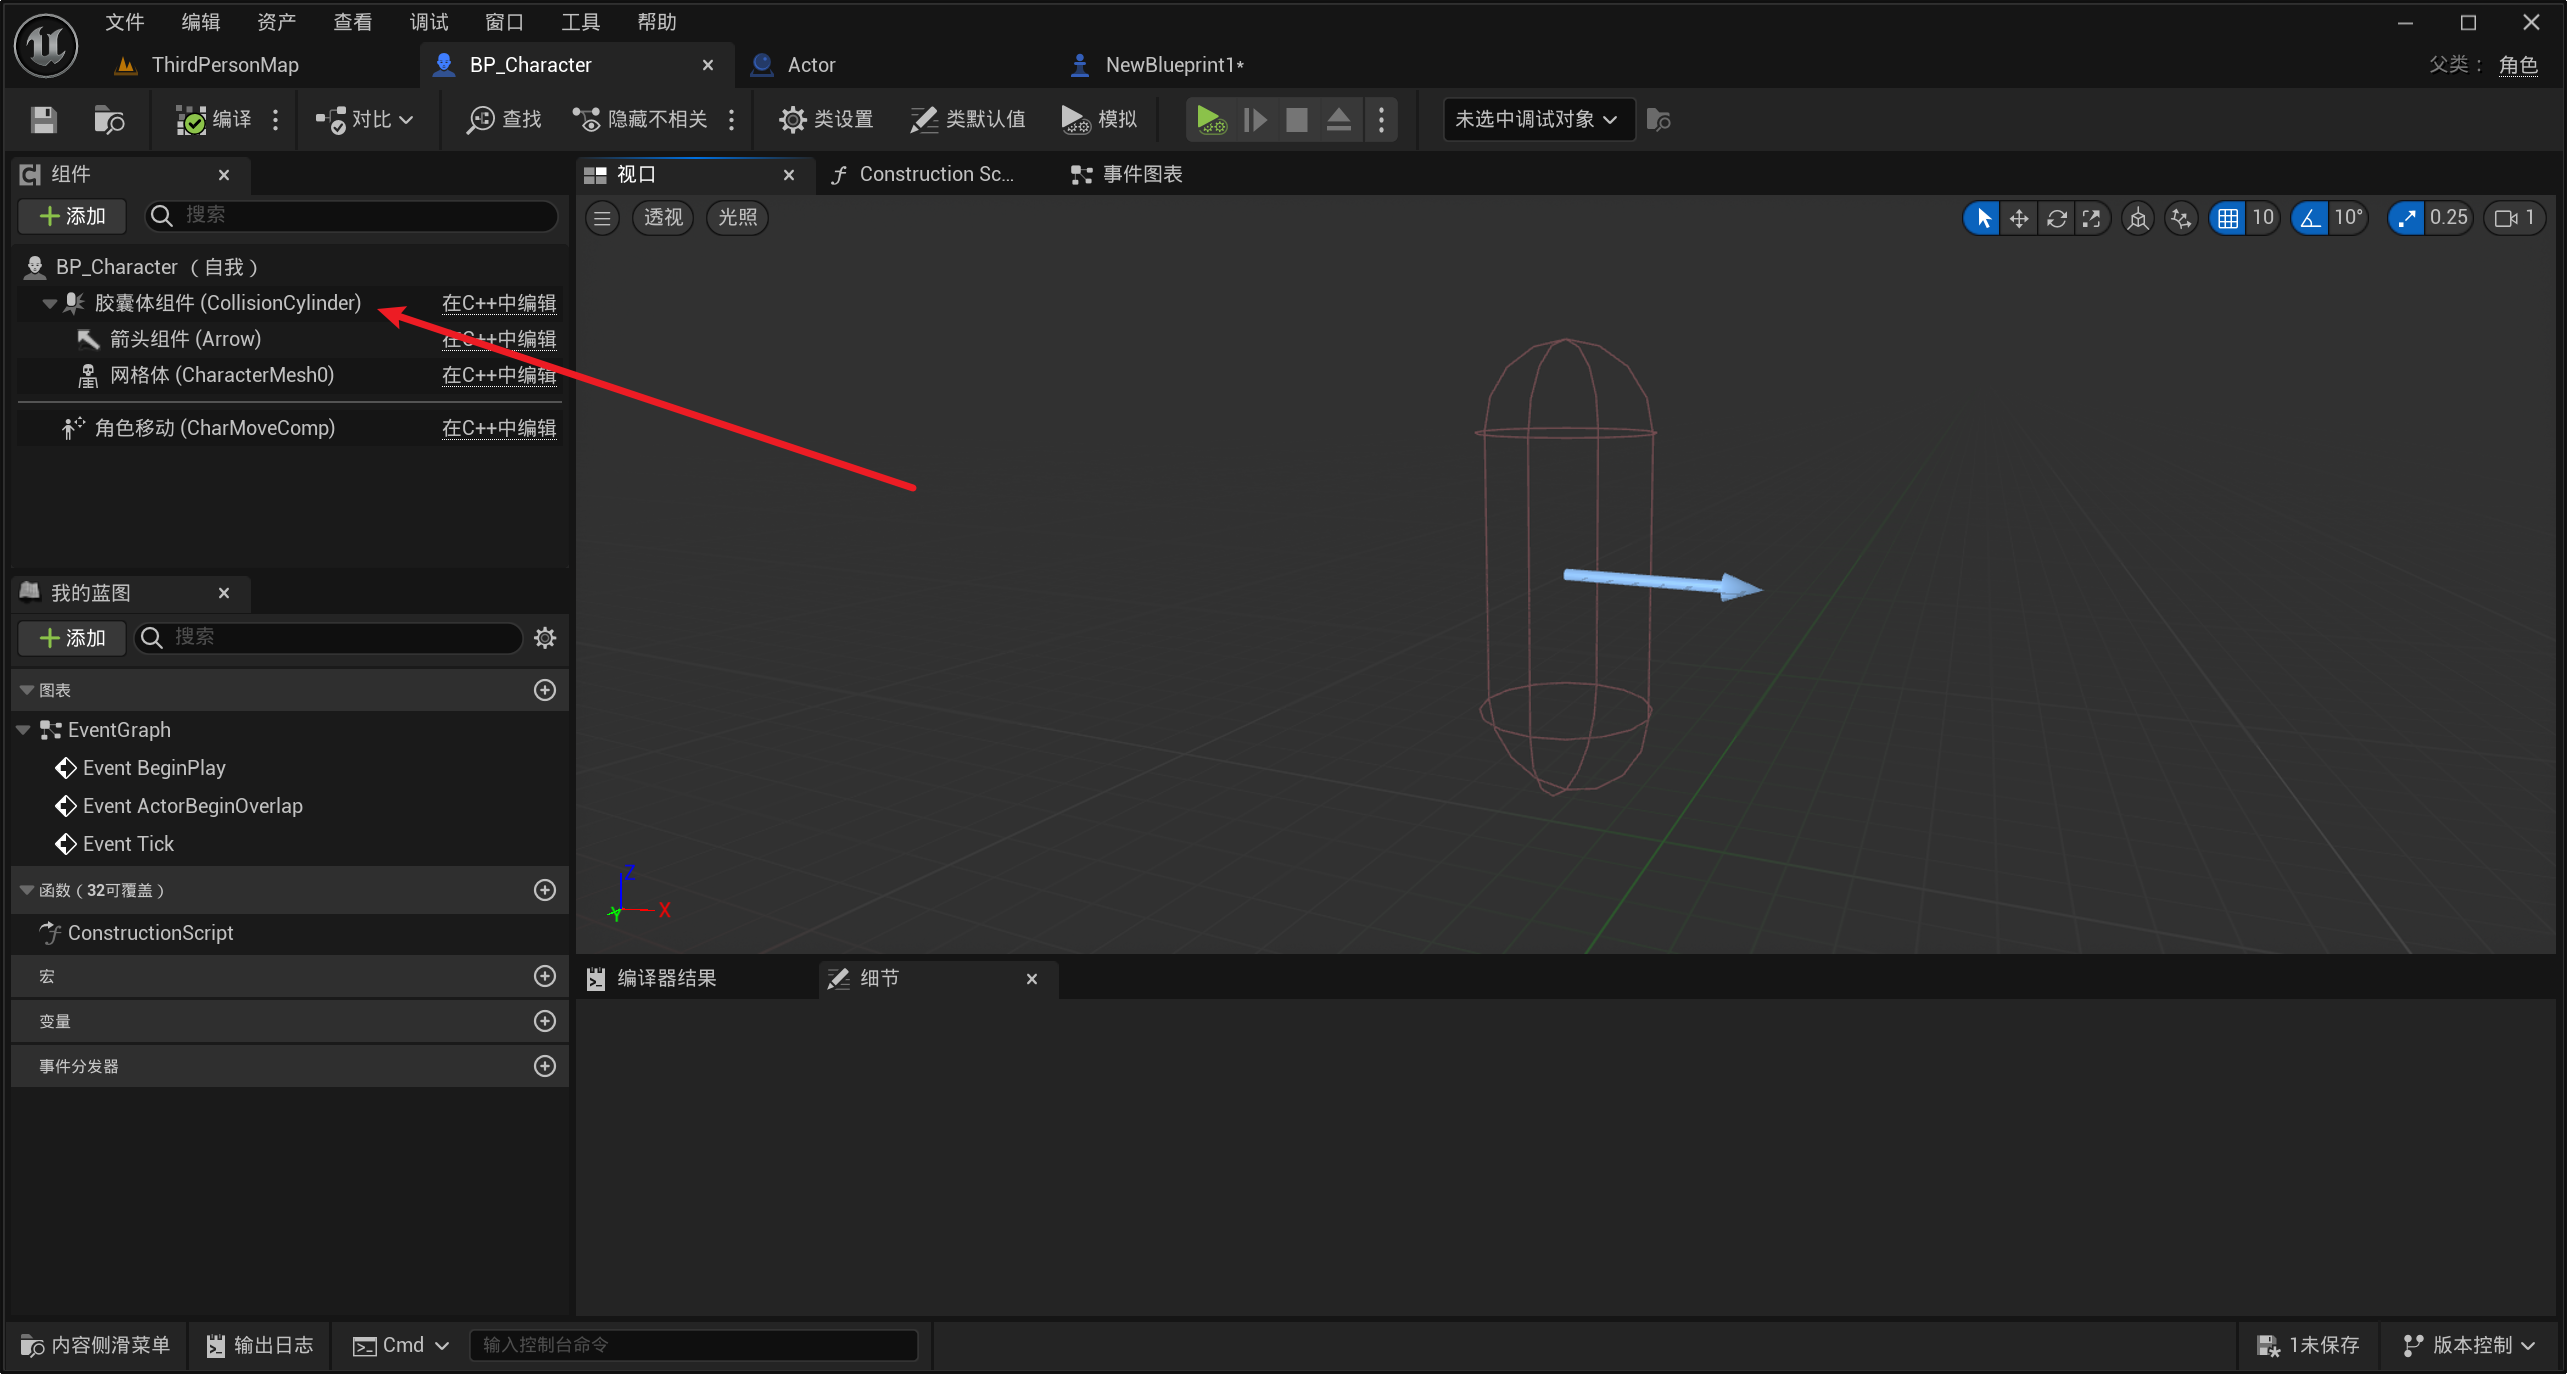 文件 编辑 资产 查看 调试 窗口 工具 帮助
ThirdPersonMap BP_Character Actor NewBlueprint1* 父类： 角色
编译 对比 查找 隐藏不相关 类设置 类默认值 模拟 未选中调试对象
组件
添加 搜索
BP_Character （自我）
胶囊体组件 (CollisionCylinder) 在C++中编辑
箭头组件 (Arrow) 在C++中编辑
网格体 (CharacterMesh0) 在C++中编辑
角色移动 (CharMoveComp) 在C++中编辑
我的蓝图
添加 搜索
图表
EventGraph
Event BeginPlay
Event ActorBeginOverlap
Event Tick
函数（32可覆盖）
ConstructionScript
宏
变量
事件分发器
视口 Construction Sc... 事件图表
透视 光照 10 10° 0.25 1
Z
Y X
编译器结果 细节
内容侧滑菜单 输出日志 Cmd 输入控制台命令 1未保存 版本控制